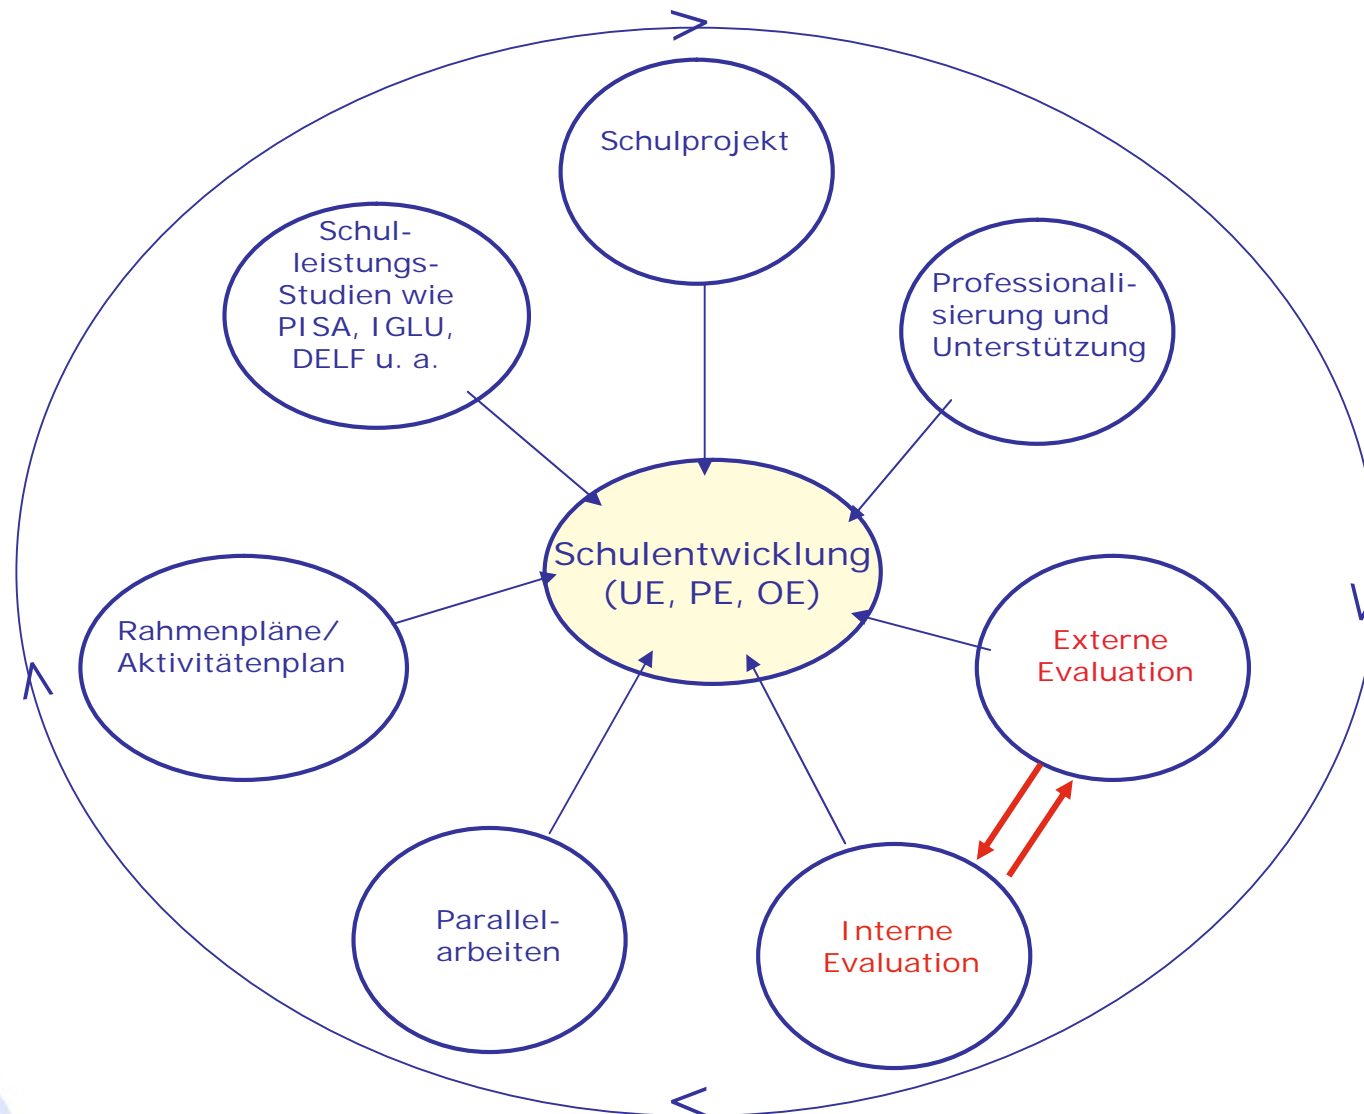 Schulprojekt
Schul-
leistungs-
Studien wie
PISA, IGLU,
DELF u. a.
Professionali-
sierung und
Unterstützung
Schulentwicklung
(UE, PE, OE)
Rahmenpläne/
Aktivitätenplan
Externe
Evaluation
Parallel-
arbeiten
Interne
Evaluation